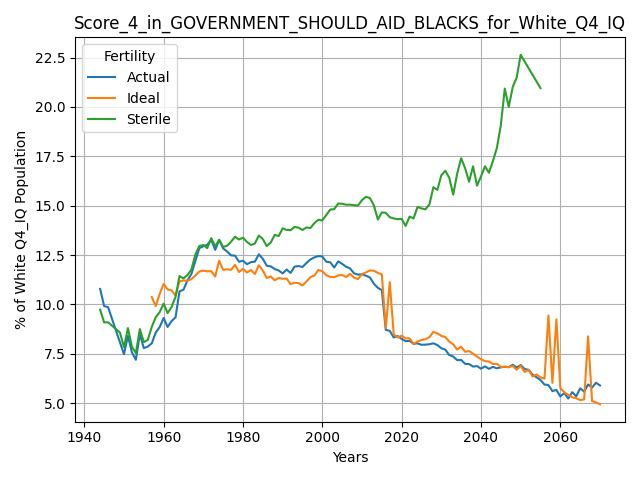 Score_4_in_GOVERNMENT_SHOULD_AID_BLACKS_for_White_Q4_IQ
Fertility
Actual
Ideal
Sterile
% of White Q4_IQ Population
22.5
20.0
17.5
15.0
12.5
10.0
7.5
5.0
1940
1960
1980
2000
2020
2040
2060
Years